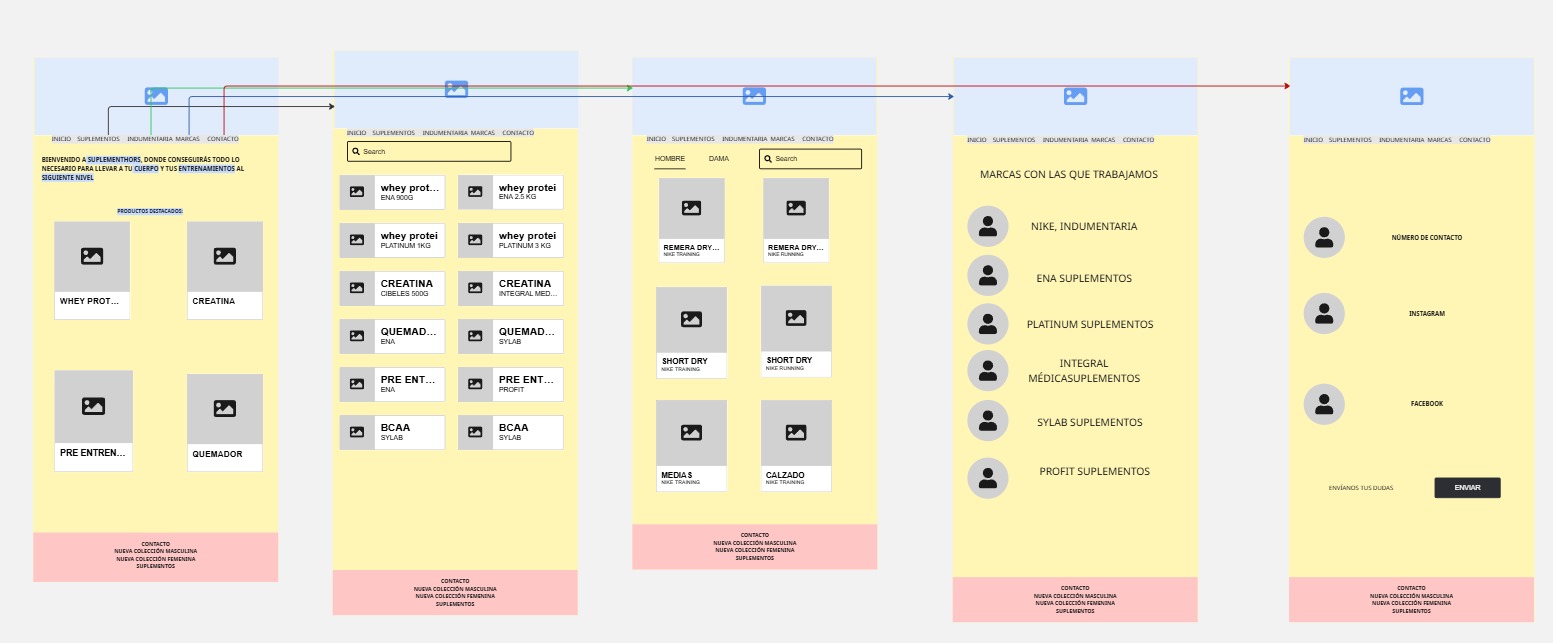 INICIO SUPLEMENTOS INDUMENTARIA MARCAS CONTACTO
BIENVENIDO A SUPLEMENTHORS, DONDE CONSEGUIRÁS TODO LO
NECESARIO PARA LLEVAR A TU CUERPO Y TUS ENTRENAMIENTOS AL
SIGUIENTE NIVEL
PRODUCTOS DESTACADOS:
WHEY PROT...
CREATINA
PRE ENTREN...
QUEMADOR
CONTACTO
NUEVA COLECCIÓN MASCULINA
NUEVA COLECCIÓN FEMENINA
SUPLEMENTOS
INICIO SUPLEMENTOS INDUMENTARIA MARCAS CONTACTO
Search
whey prot...
ENA 900G
whey protei
ENA 2.5 KG
whey protei
PLATINUM 1KG
whey protei
PLATINUM 3 KG
CREATINA
CIBELES 500G
CREATINA
INTEGRAL MED...
QUEMAD...
ENA
QUEMAD...
SYLAB
PRE ENT...
ENA
PRE ENT...
PROFIT
BCAA
SYLAB
BCAA
SYLAB
CONTACTO
NUEVA COLECCIÓN MASCULINA
NUEVA COLECCIÓN FEMENINA
SUPLEMENTOS
INICIO SUPLEMENTOS INDUMENTARIA MARCAS CONTACTO
HOMBRE DAMA Search
REMERA DRY...
NIKE TRAINING
REMERA DRY...
NIKE RUNNING
SHORT DRY
NIKE TRAINING
SHORT DRY
NIKE RUNNING
MEDIAS
NIKE TRAINING
CALZADO
NIKE TRAINING
CONTACTO
NUEVA COLECCIÓN MASCULINA
NUEVA COLECCIÓN FEMENINA
SUPLEMENTOS
INICIO SUPLEMENTOS INDUMENTARIA MARCAS CONTACTO
MARCAS CON LAS QUE TRABAJAMOS
NIKE, INDUMENTARIA
ENA SUPLEMENTOS
PLATINUM SUPLEMENTOS
INTEGRAL
MÉDICASUPLEMENTOS
SYLAB SUPLEMENTOS
PROFIT SUPLEMENTOS
CONTACTO
NUEVA COLECCIÓN MASCULINA
NUEVA COLECCIÓN FEMENINA
SUPLEMENTOS
INICIO SUPLEMENTOS INDUMENTARIA MARCAS CONTACTO
NÚMERO DE CONTACTO
INSTAGRAM
FACEBOOK
ENVÍANOS TUS DUDAS ENVIAR
CONTACTO
NUEVA COLECCIÓN MASCULINA
NUEVA COLECCIÓN FEMENINA
SUPLEMENTOS